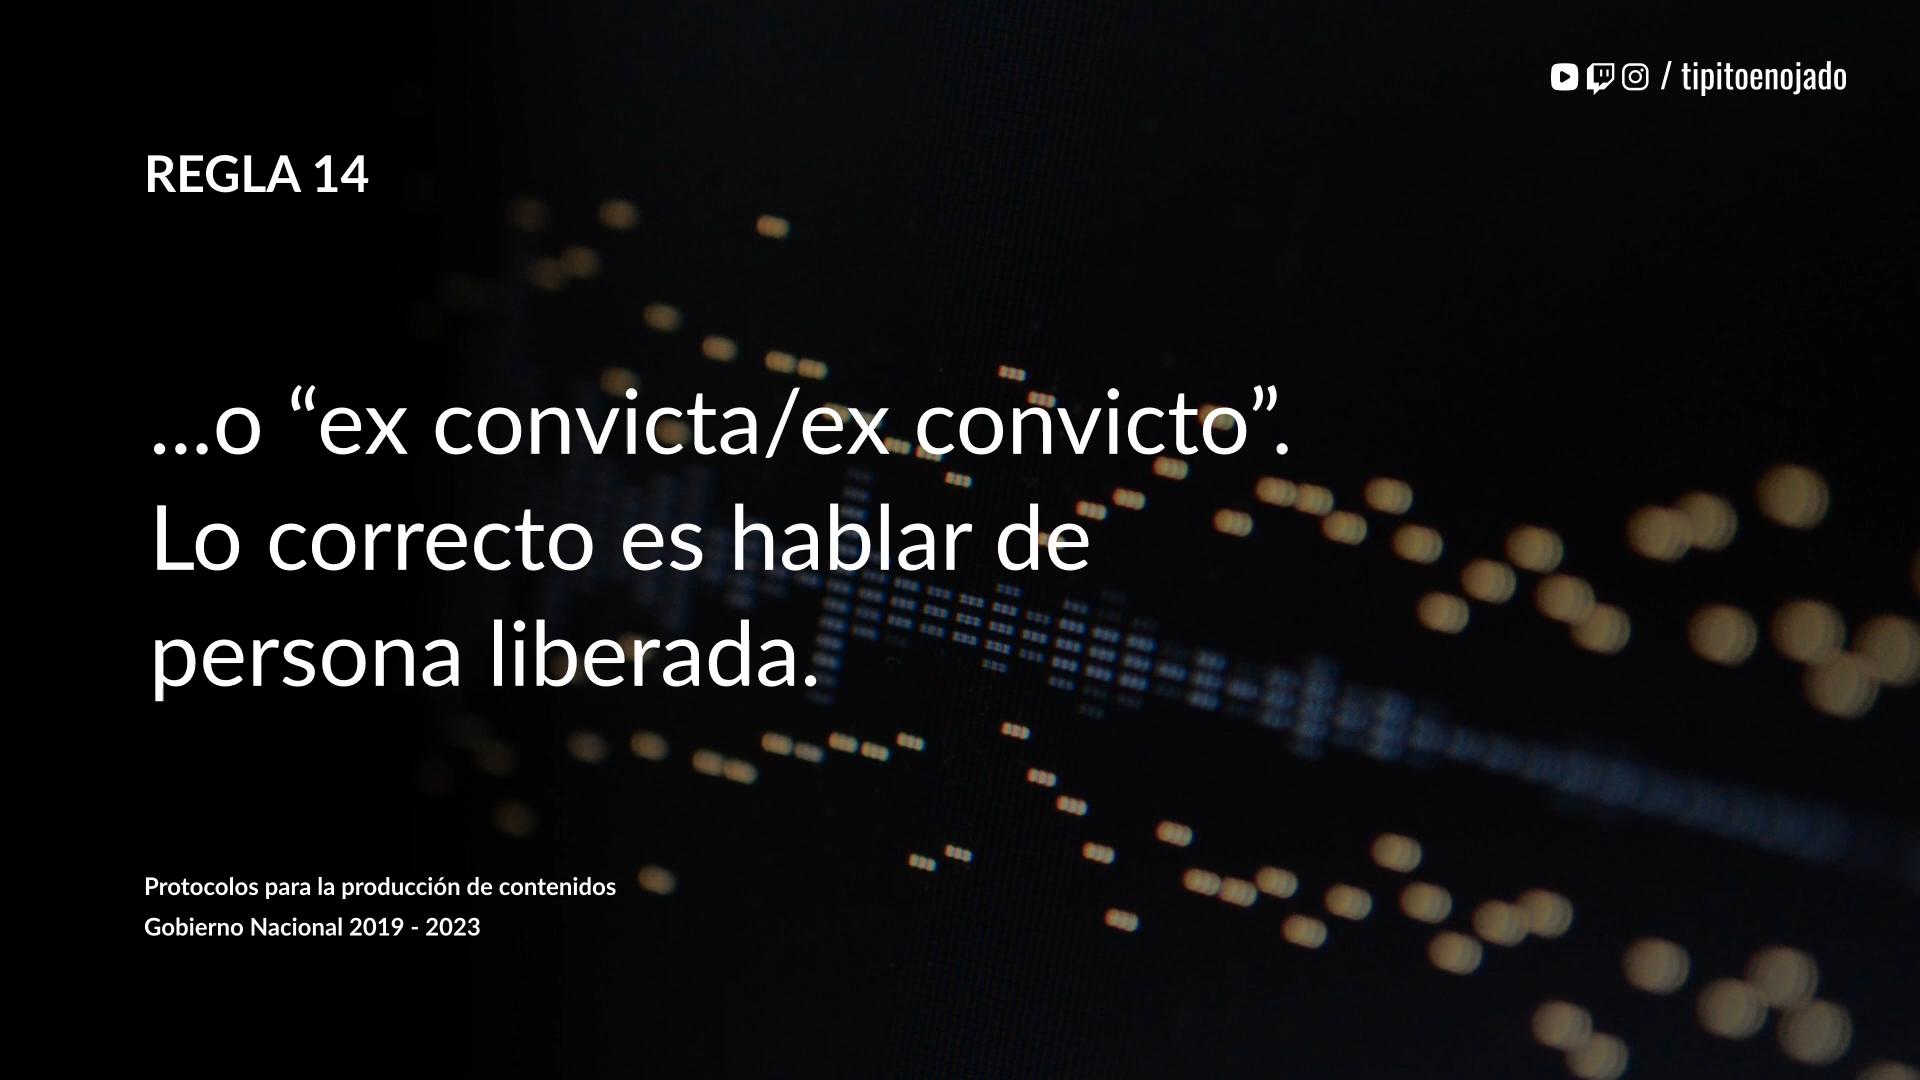 / tipitoenojado
REGLA 14
...o “ex convicta/ex convicto”.
Lo correcto es hablar de
persona liberada.
Protocolos para la producción de contenidos
Gobierno Nacional 2019 - 2023